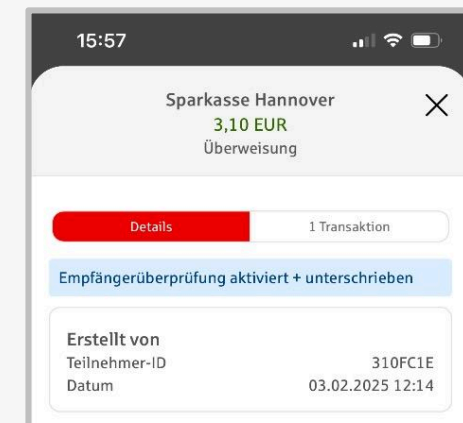 15:57
Sparkasse Hannover
3,10 EUR
Überweisung
Details
1 Transaktion
Empfängerüberprüfung aktiviert + unterschrieben
Erstellt von
Teilnehmer-ID 310FC1E
Datum 03.02.2025 12:14